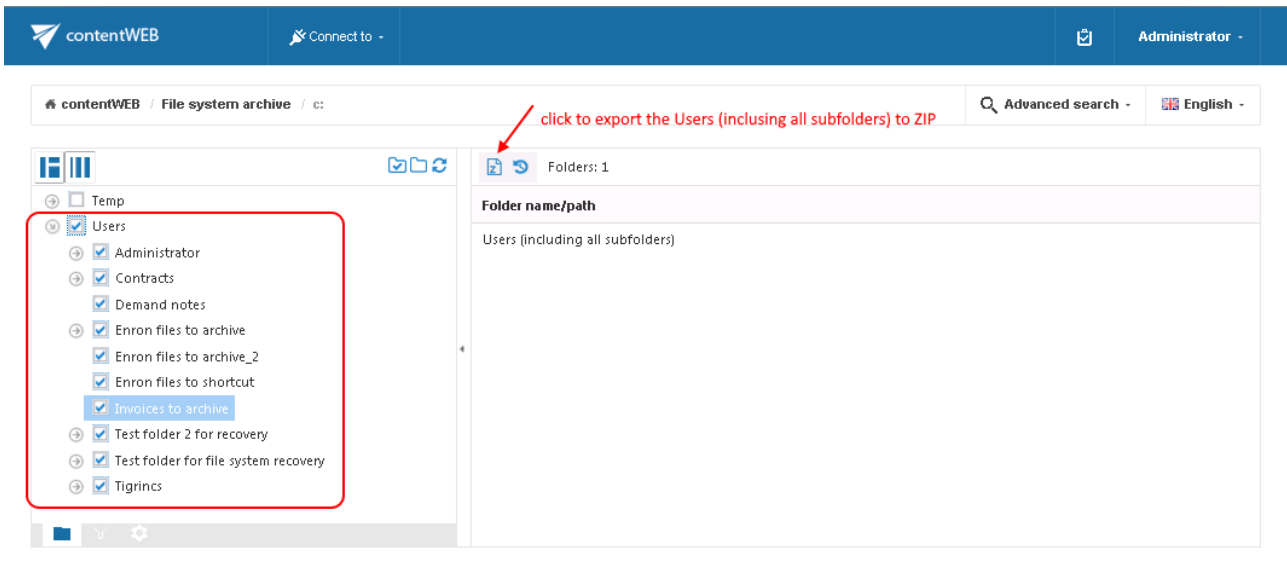 contentWEB
Connect to
Administrator
contentWEB / File system archive / c:
Advanced search
English
click to export the Users (inclusing all subfolders) to ZIP
Folders: 1
Temp
Users
Administrator
Contracts
Demand notes
Enron files to archive
Enron files to archive_2
Enron files to shortcut
Invoices to archive
Test folder 2 for recovery
Test folder for file system recovery
Tigrincs
Folder name/path
Users (including all subfolders)